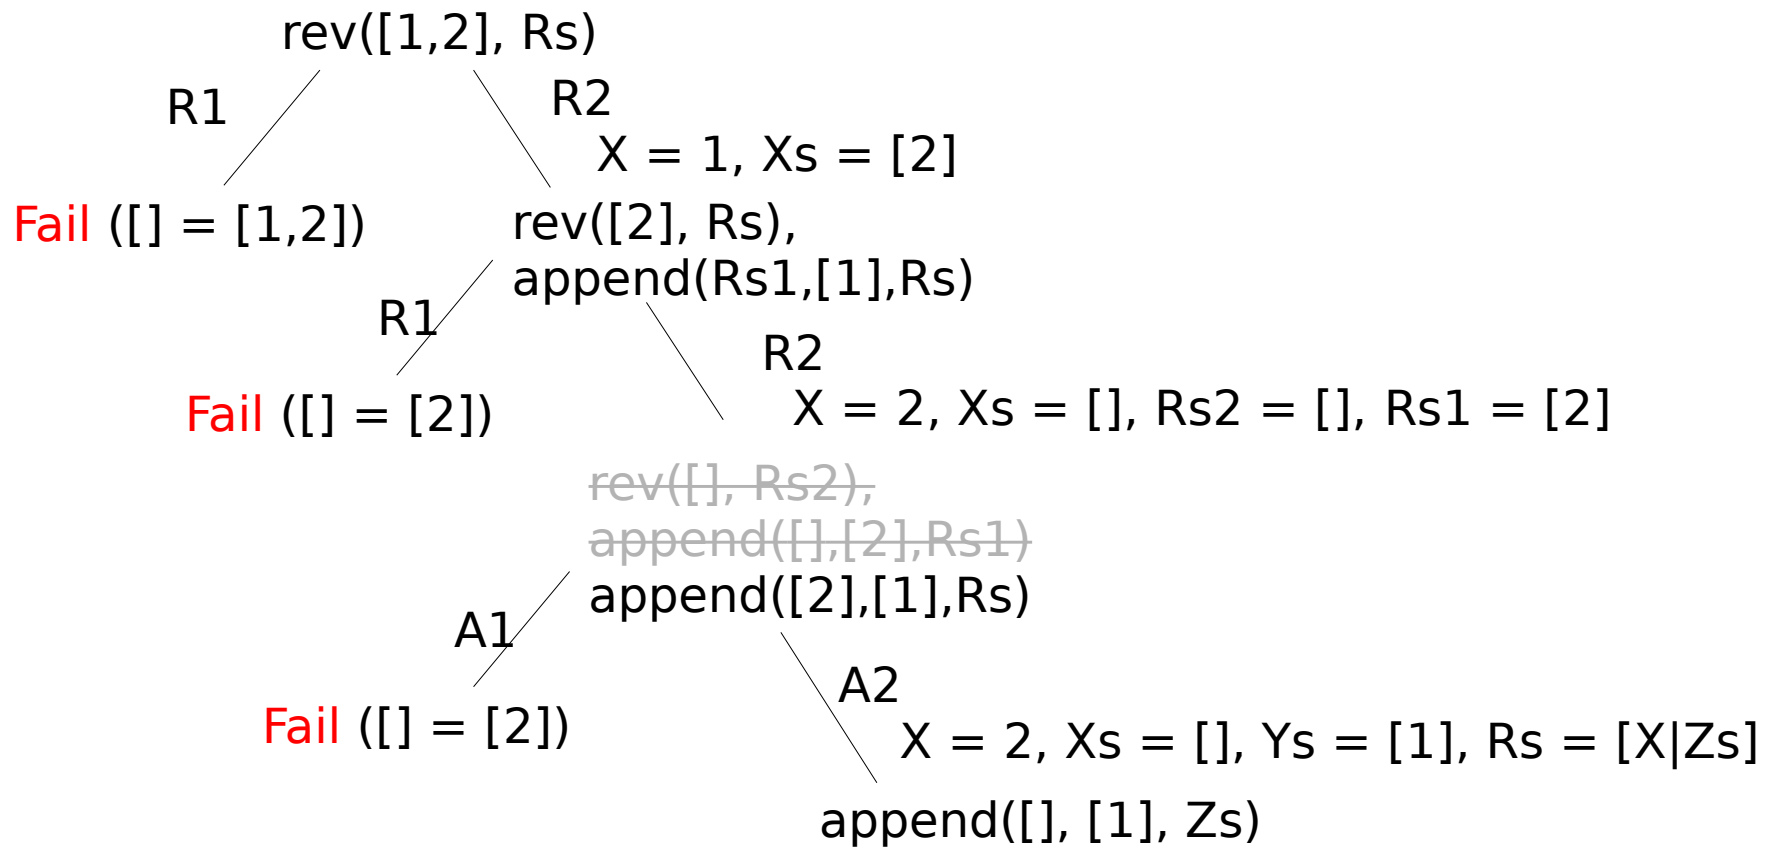 rev([1,2], Rs)
R1
R2
X = 1, Xs = [2]
Fail ([] = [1,2])
rev([2], Rs),
append(Rs1,[1],Rs)
R1
R2
X = 2, Xs = [], Rs2 = [], Rs1 = [2]
Fail ([] = [2])
rev([], Rs2),
append([],[2],Rs1)
append([2],[1],Rs)
A1
A2
X = 2, Xs = [], Ys = [1], Rs = [X|Zs]
Fail ([] = [2])
append([], [1], Zs)